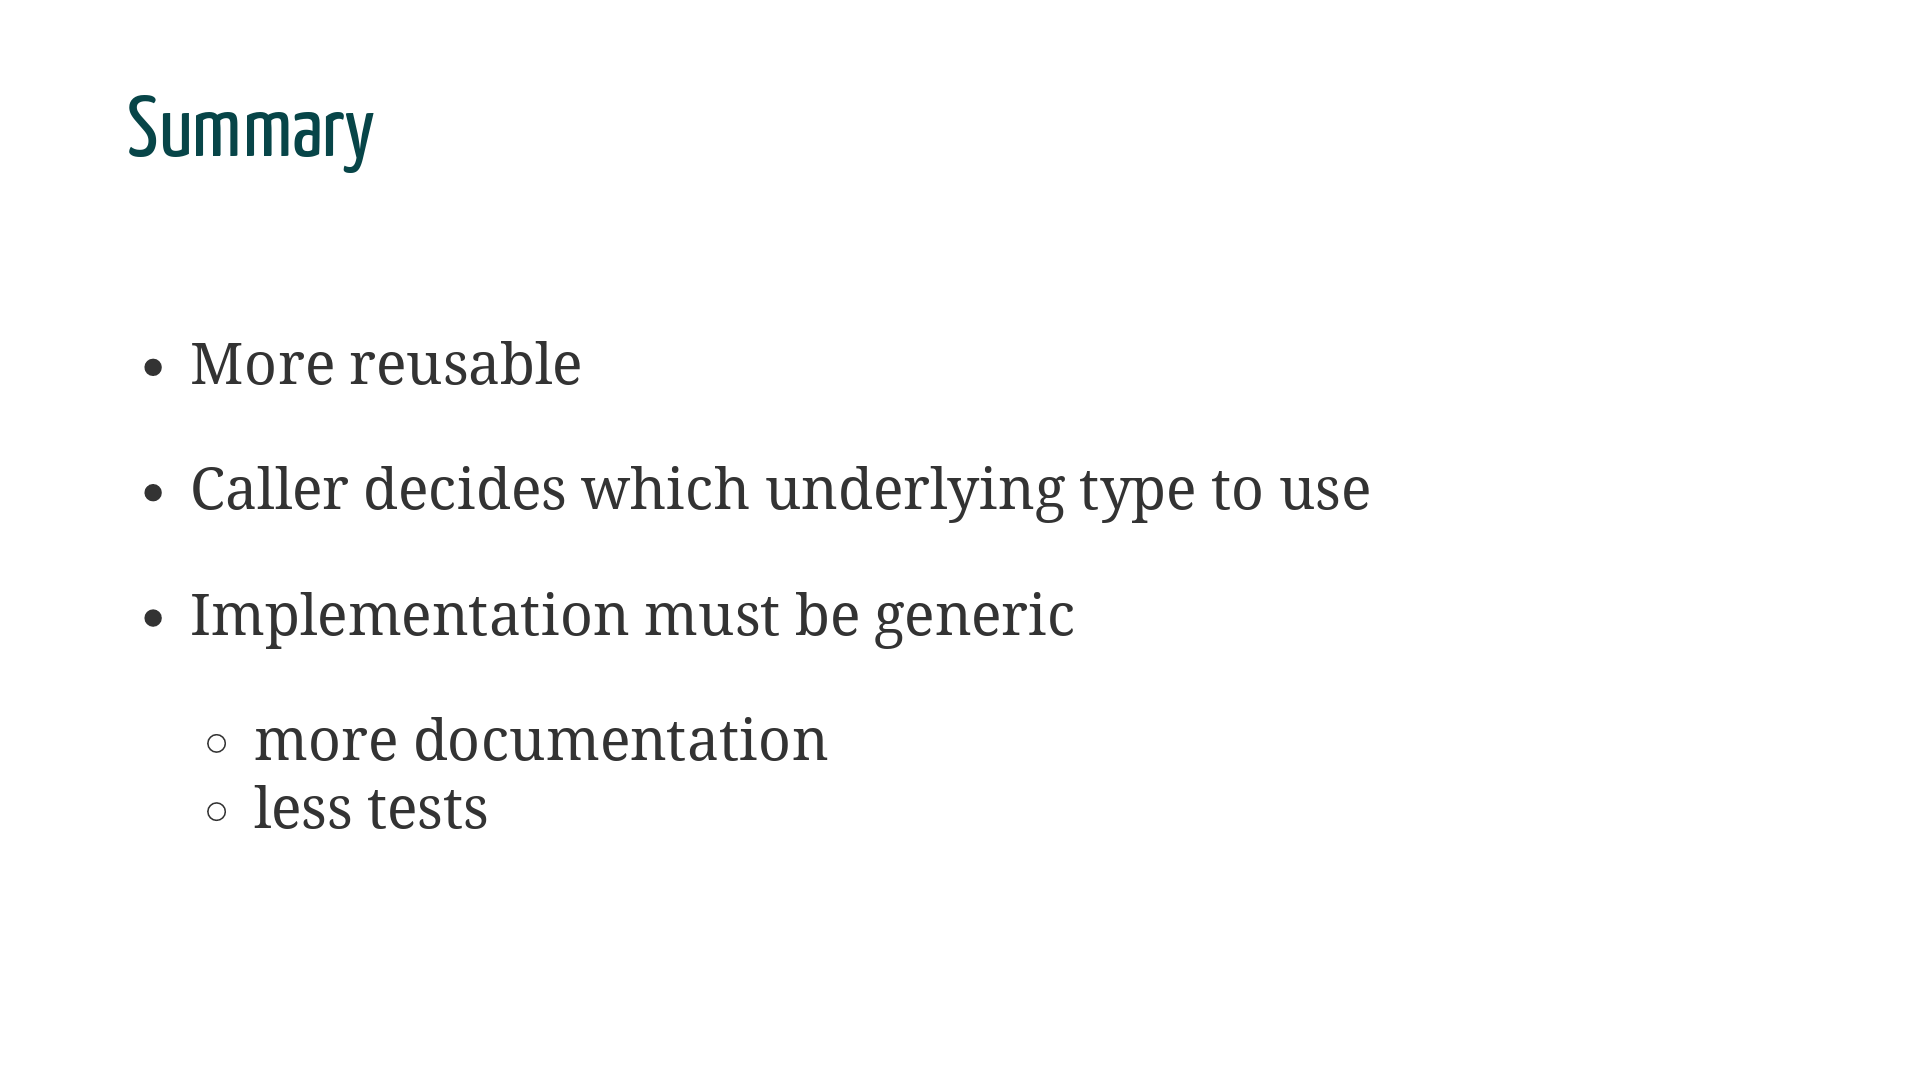 Summary
• More reusable
• Caller decides which underlying type to use
• Implementation must be generic
○ more documentation
○ less tests